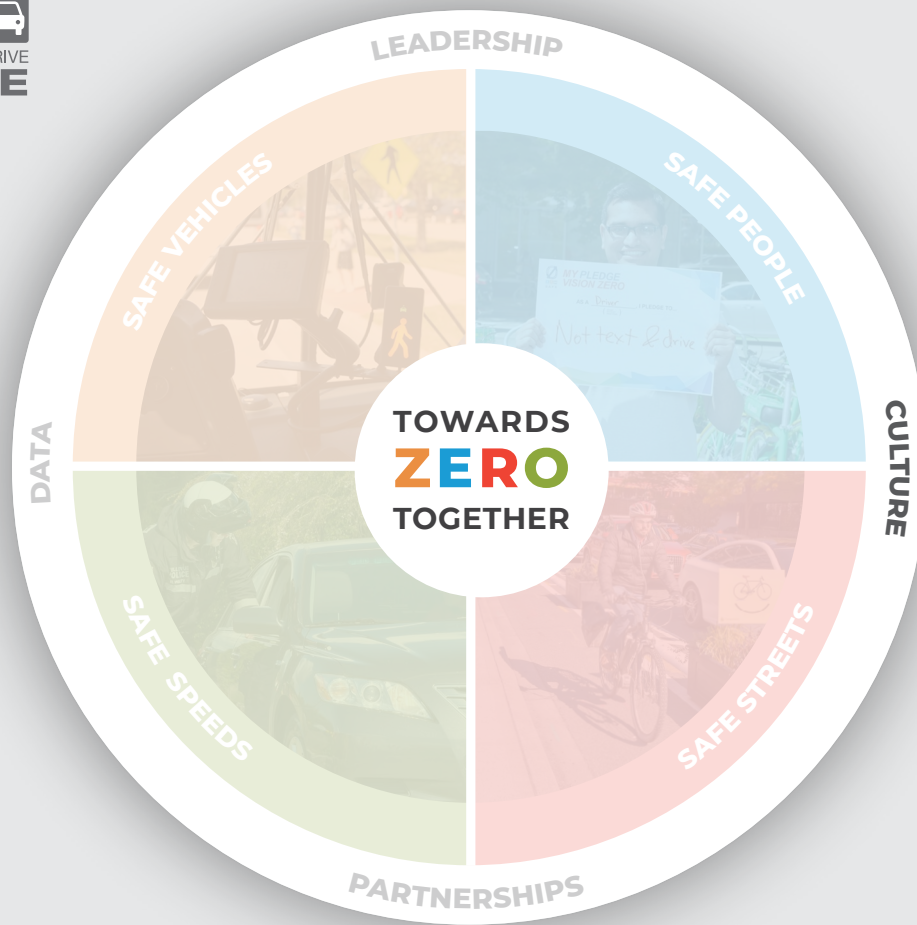 RIVE
E
LEADERSHIP
SAFE VEHICLES
SAFE PEOPLE
MY PLEDGE
VISION ZERO
Not text & drive
TOWARDS
ZERO
TOGETHER
DATA
CULTURE
SAFE SPEEDS
SAFE STREETS
PARTNERSHIPS